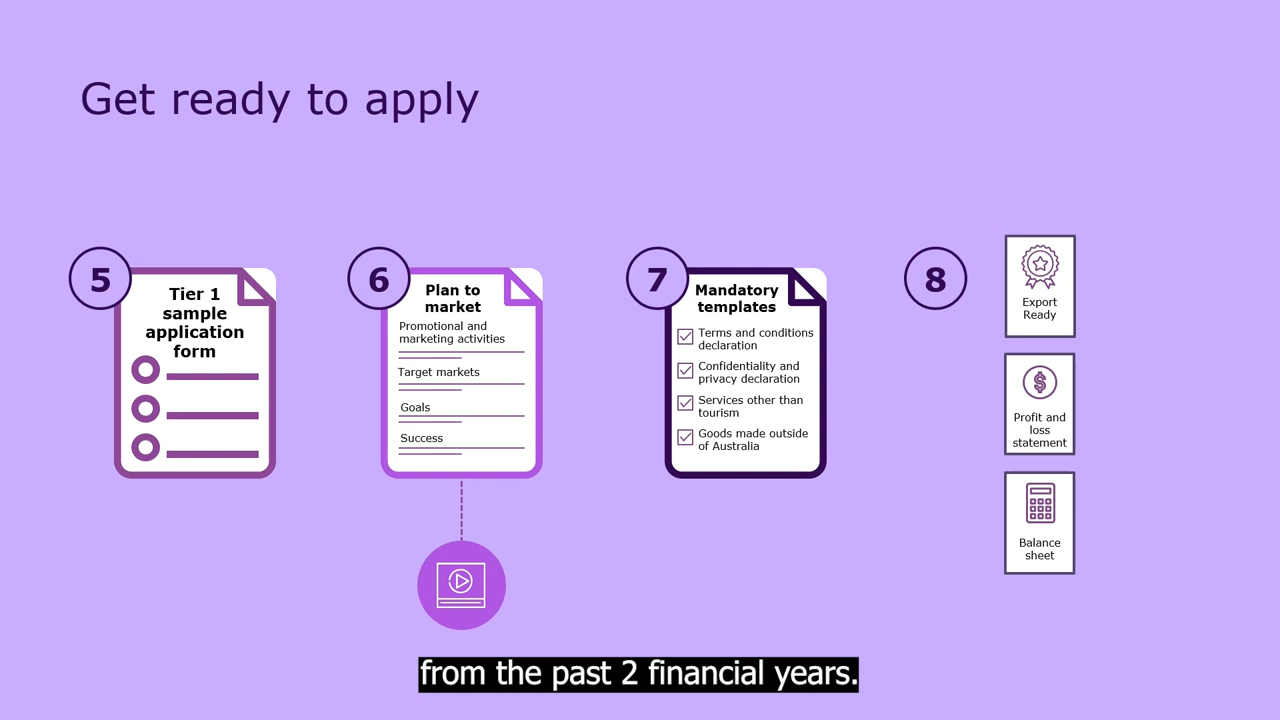 Get ready to apply
5
Tier 1
sample
application
form
6
Plan to
market
Promotional and
marketing activities
Target markets
Goals
Success
7
Mandatory
templates
Terms and conditions
declaration
Confidentiality and
privacy declaration
Services other than
tourism
Goods made outside
of Australia
8
Export
Ready
$
Profit and
loss
statement
Balance
sheet
from the past 2 financial years.